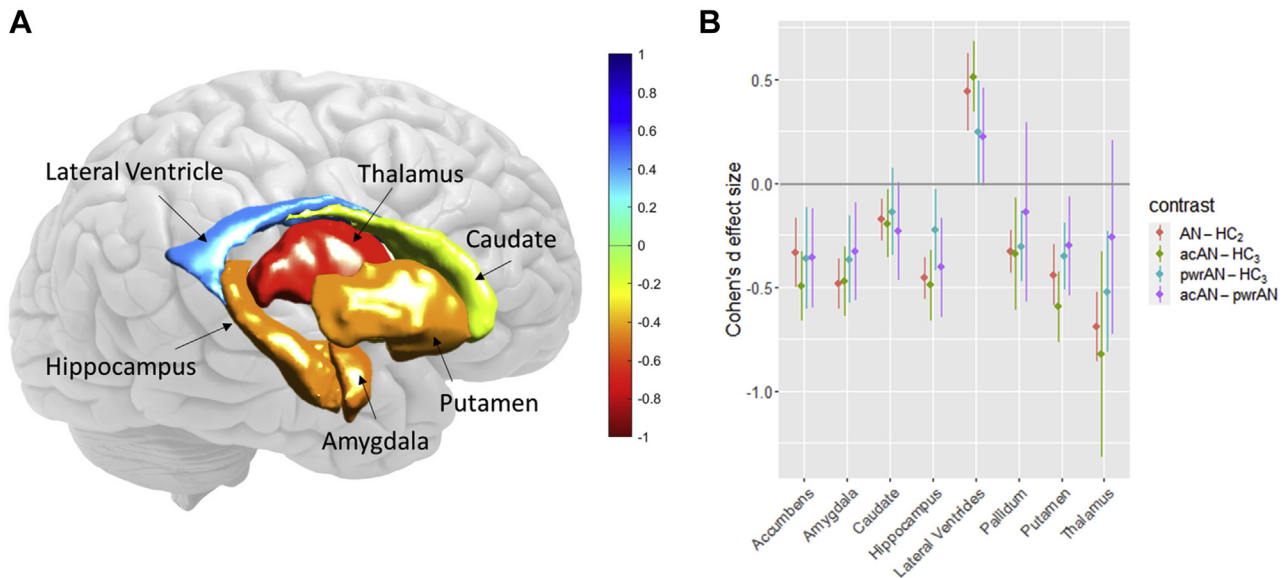 A
Lateral Ventricle
Thalamus
Caudate
Hippocampus
Putamen
Amygdala
1
0.8
0.6
0.4
0.2
0
-0.2
-0.4
-0.6
-0.8
-1
B
Cohen's d effect size
0.5
0.0
-0.5
-1.0
Accumbens
Amygdala
Caudate
Hippocampus
Lateral Ventrides
Pallidum
Putamen
Thalamus
contrast
AN – HC2
acAN – HC3
pwrAN – HC3
acAN – pwrAN